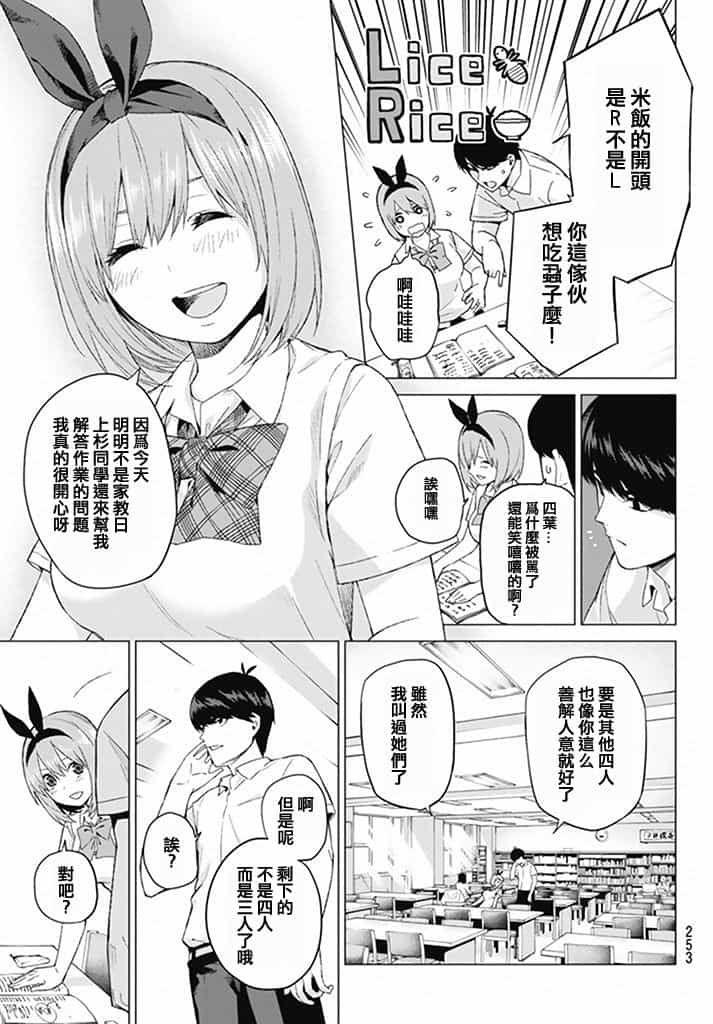 米飯的開頭
是R不是L
你這傢伙
想吃蝨子麼！
Lice
Rice
啊哇哇哇
四葉…
爲什麼被罵了
還能笑嘻嘻
的啊？
誒嘿嘿
因爲今天
明明不是家教日
上杉同學還來幫我
解答作業的問題
我真的很開心呀
要是其他四人
也像你這么
善解人意就好了
雖然
我叫過她們了
啊
但是呢
剩下的
不是四人
而是三人了哦
誒？
對吧？
253